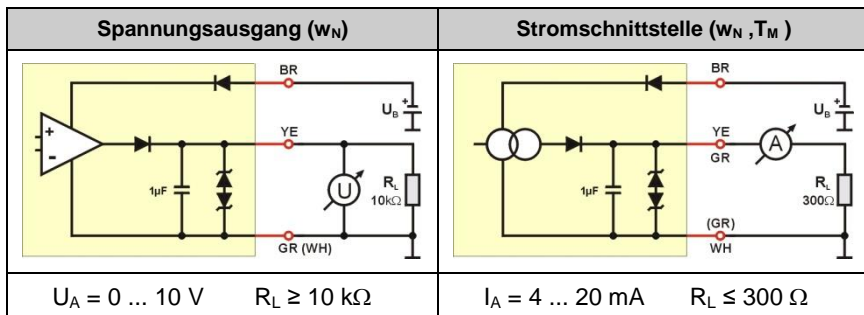 Spannungsausgang (wN)
Stromschnittstelle (wN ,TM )
BR
UB
+
+
-
YE
1µF
U
RL
10kΩ
GR (WH)
BR
UB
+
YE
GR
A
1µF
RL
300Ω
(GR)
WH
UA = 0 ... 10 V RL ≥ 10 kΩ
IA = 4 ... 20 mA RL ≤ 300 Ω